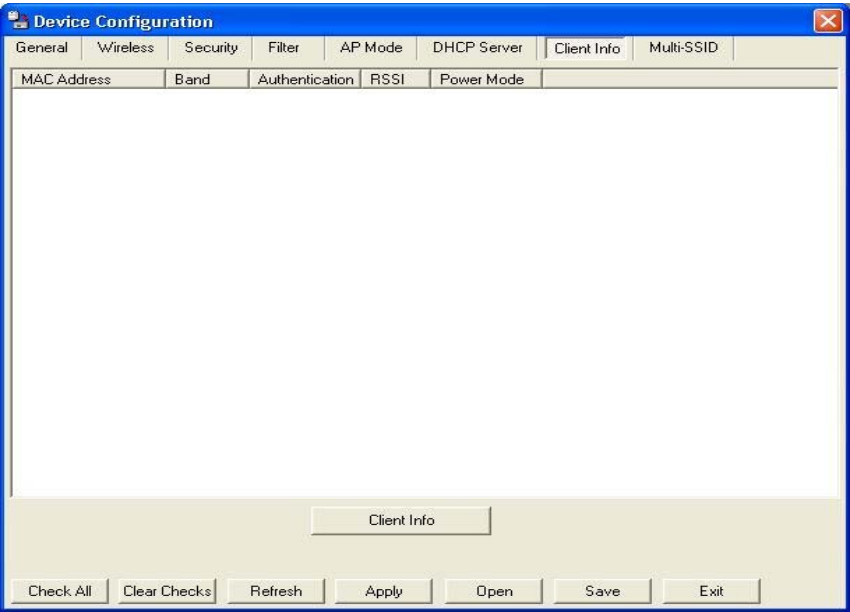 Device Configuration
General Wireless Security Filter AP Mode DHCP Server Client Info Multi-SSID
MAC Address Band Authentication RSSI Power Mode
Client Info
Check All Clear Checks Refresh Apply Open Save Exit